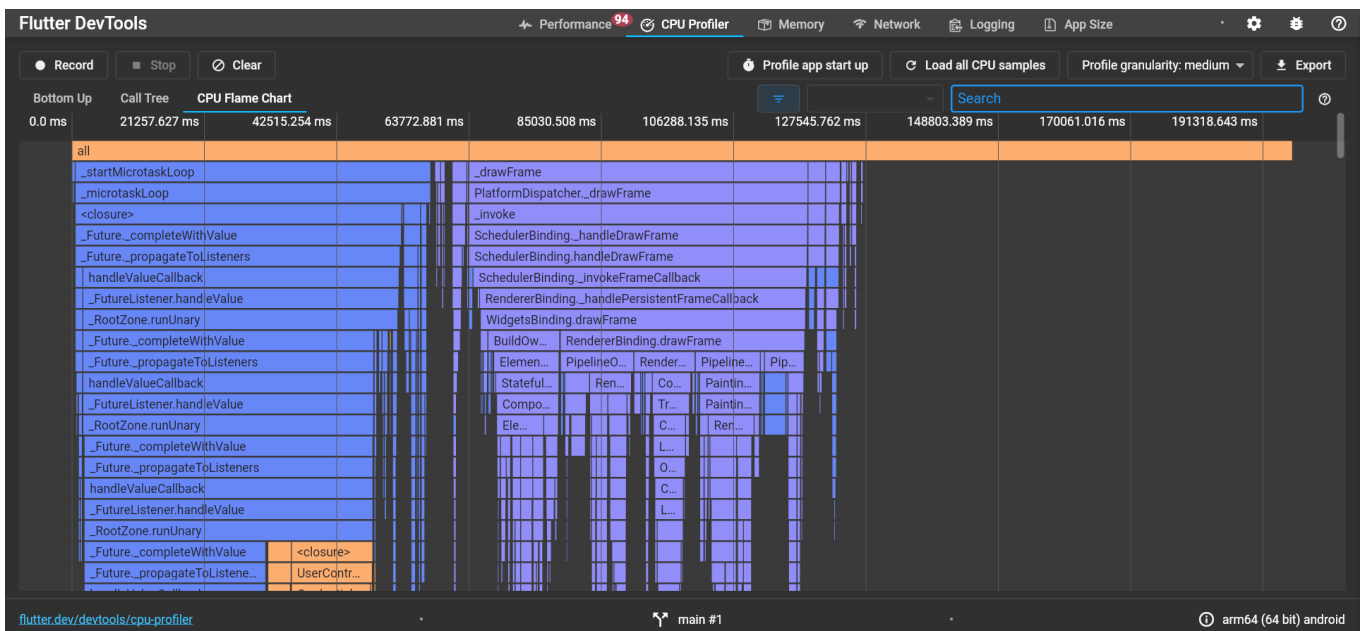 Flutter DevTools
Performance 94 CPU Profiler Memory Network Logging App Size
Record Stop Clear Profile app start up Load all CPU samples Profile granularity: medium Export
Bottom Up Call Tree CPU Flame Chart Search
0.0 ms 21257.627 ms 42515.254 ms 63772.881 ms 85030.508 ms 106288.135 ms 127545.762 ms 148803.389 ms 170061.016 ms 191318.643 ms
all
_startMicrotaskLoop _drawFrame
_microtaskLoop PlatformDispatcher._drawFrame
<closure> _invoke
_Future._completeWithValue SchedulerBinding._handleDrawFrame
_Future._propagateToListeners SchedulerBinding.handleDrawFrame
handleValueCallback SchedulerBinding._invokeFrameCallback
_FutureListener.handleValue RendererBinding._handlePersistentFrameCallback
_RootZone.runUnary WidgetsBinding.drawFrame
_Future._completeWithValue BuildOw... RendererBinding.drawFrame
_Future._propagateToListeners Elemen... PipelineO... Render... Pipeline... Pip...
handleValueCallback Stateful... Ren... Co... Paintin...
_FutureListener.handleValue Compo... Tr... Paintin...
_RootZone.runUnary Ele... C... Ren...
_Future._completeWithValue L...
_Future._propagateToListeners O...
handleValueCallback C...
_FutureListener.handleValue L...
_RootZone.runUnary
_Future._completeWithValue <closure>
_Future._propagateToListene... UserContr...
flutter.dev/devtools/cpu-profiler main #1 arm64 (64 bit) android